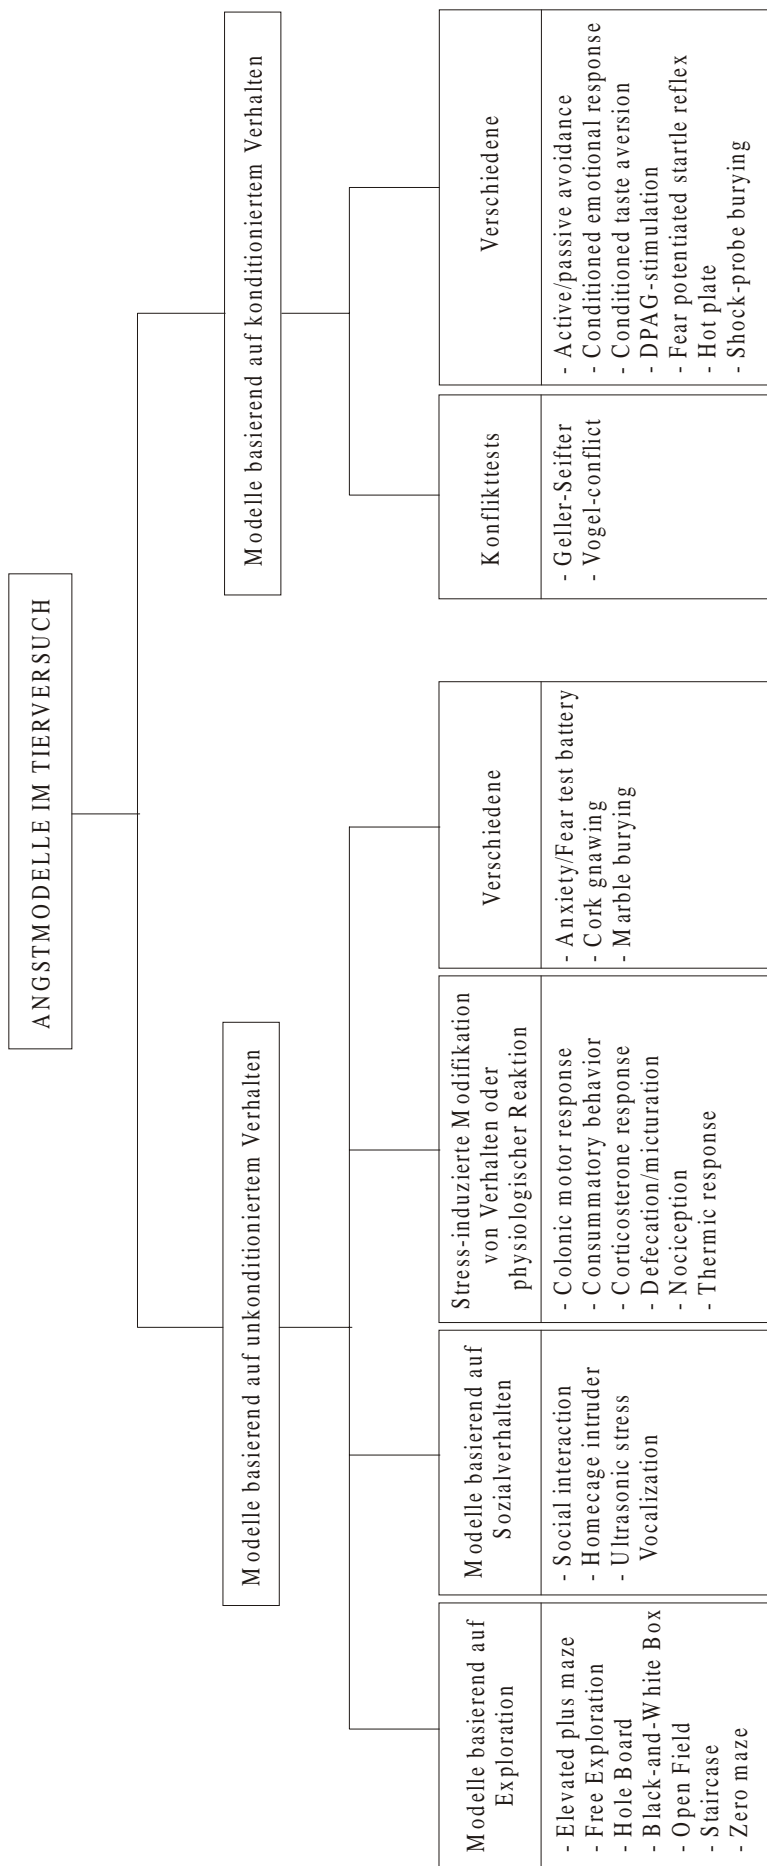 ANGSTMODELLE IM TIERVERSUCH
Modelle basierend auf unkonditioniertem Verhalten
Modelle basierend auf konditioniertem Verhalten
Modelle basierend auf
Exploration
- Elevated plus maze
- Free Exploration
- Hole Board
- Black-and-White Box
- Open Field
- Staircase
- Zero maze
Modelle basierend auf
Sozialverhalten
- Social interaction
- Homecage intruder
- Ultrasonic stress
Vocalization
Stress-induzierte Modifikation
von Verhalten oder
physiologischer Reaktion
- Colonic motor response
- Consummatory behavior
- Corticosterone response
- Defecation/micturation
- Nociception
- Thermic response
Verschiedene
- Anxiety/Fear test battery
- Cork gnawing
- Marble burying
Konflikttests
- Geller-Seifter
- Vogel-conflict
Verschiedene
- Active/passive avoidance
- Conditioned emotional response
- Conditioned taste aversion
- DPAG-stimulation
- Fear potentiated startle reflex
- Hot plate
- Shock-probe burying